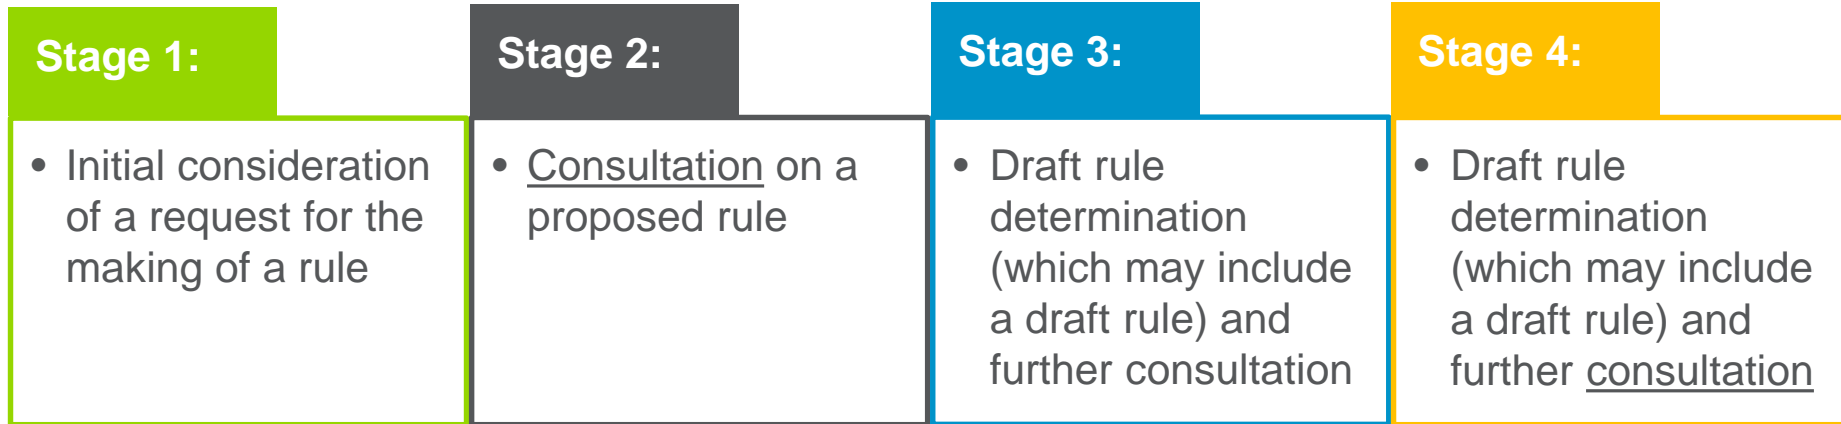 Stage 1:
• Initial consideration
of a request for the
making of a rule
Stage 2:
• Consultation on a
proposed rule
Stage 3:
• Draft rule
determination
(which may include
a draft rule) and
further consultation
Stage 4:
• Draft rule
determination
(which may include
a draft rule) and
further consultation